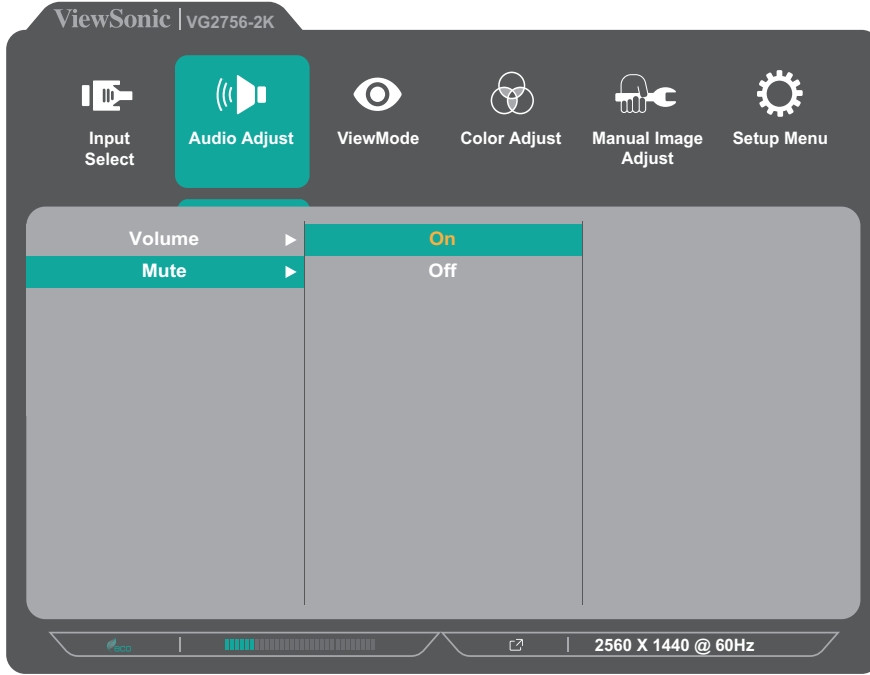 ViewSonic | VG2756-2K
Input
Select
Audio Adjust
ViewMode
Color Adjust
Manual Image
Adjust
Setup Menu
Volume
On
Mute
Off
eco
2560 X 1440 @ 60Hz